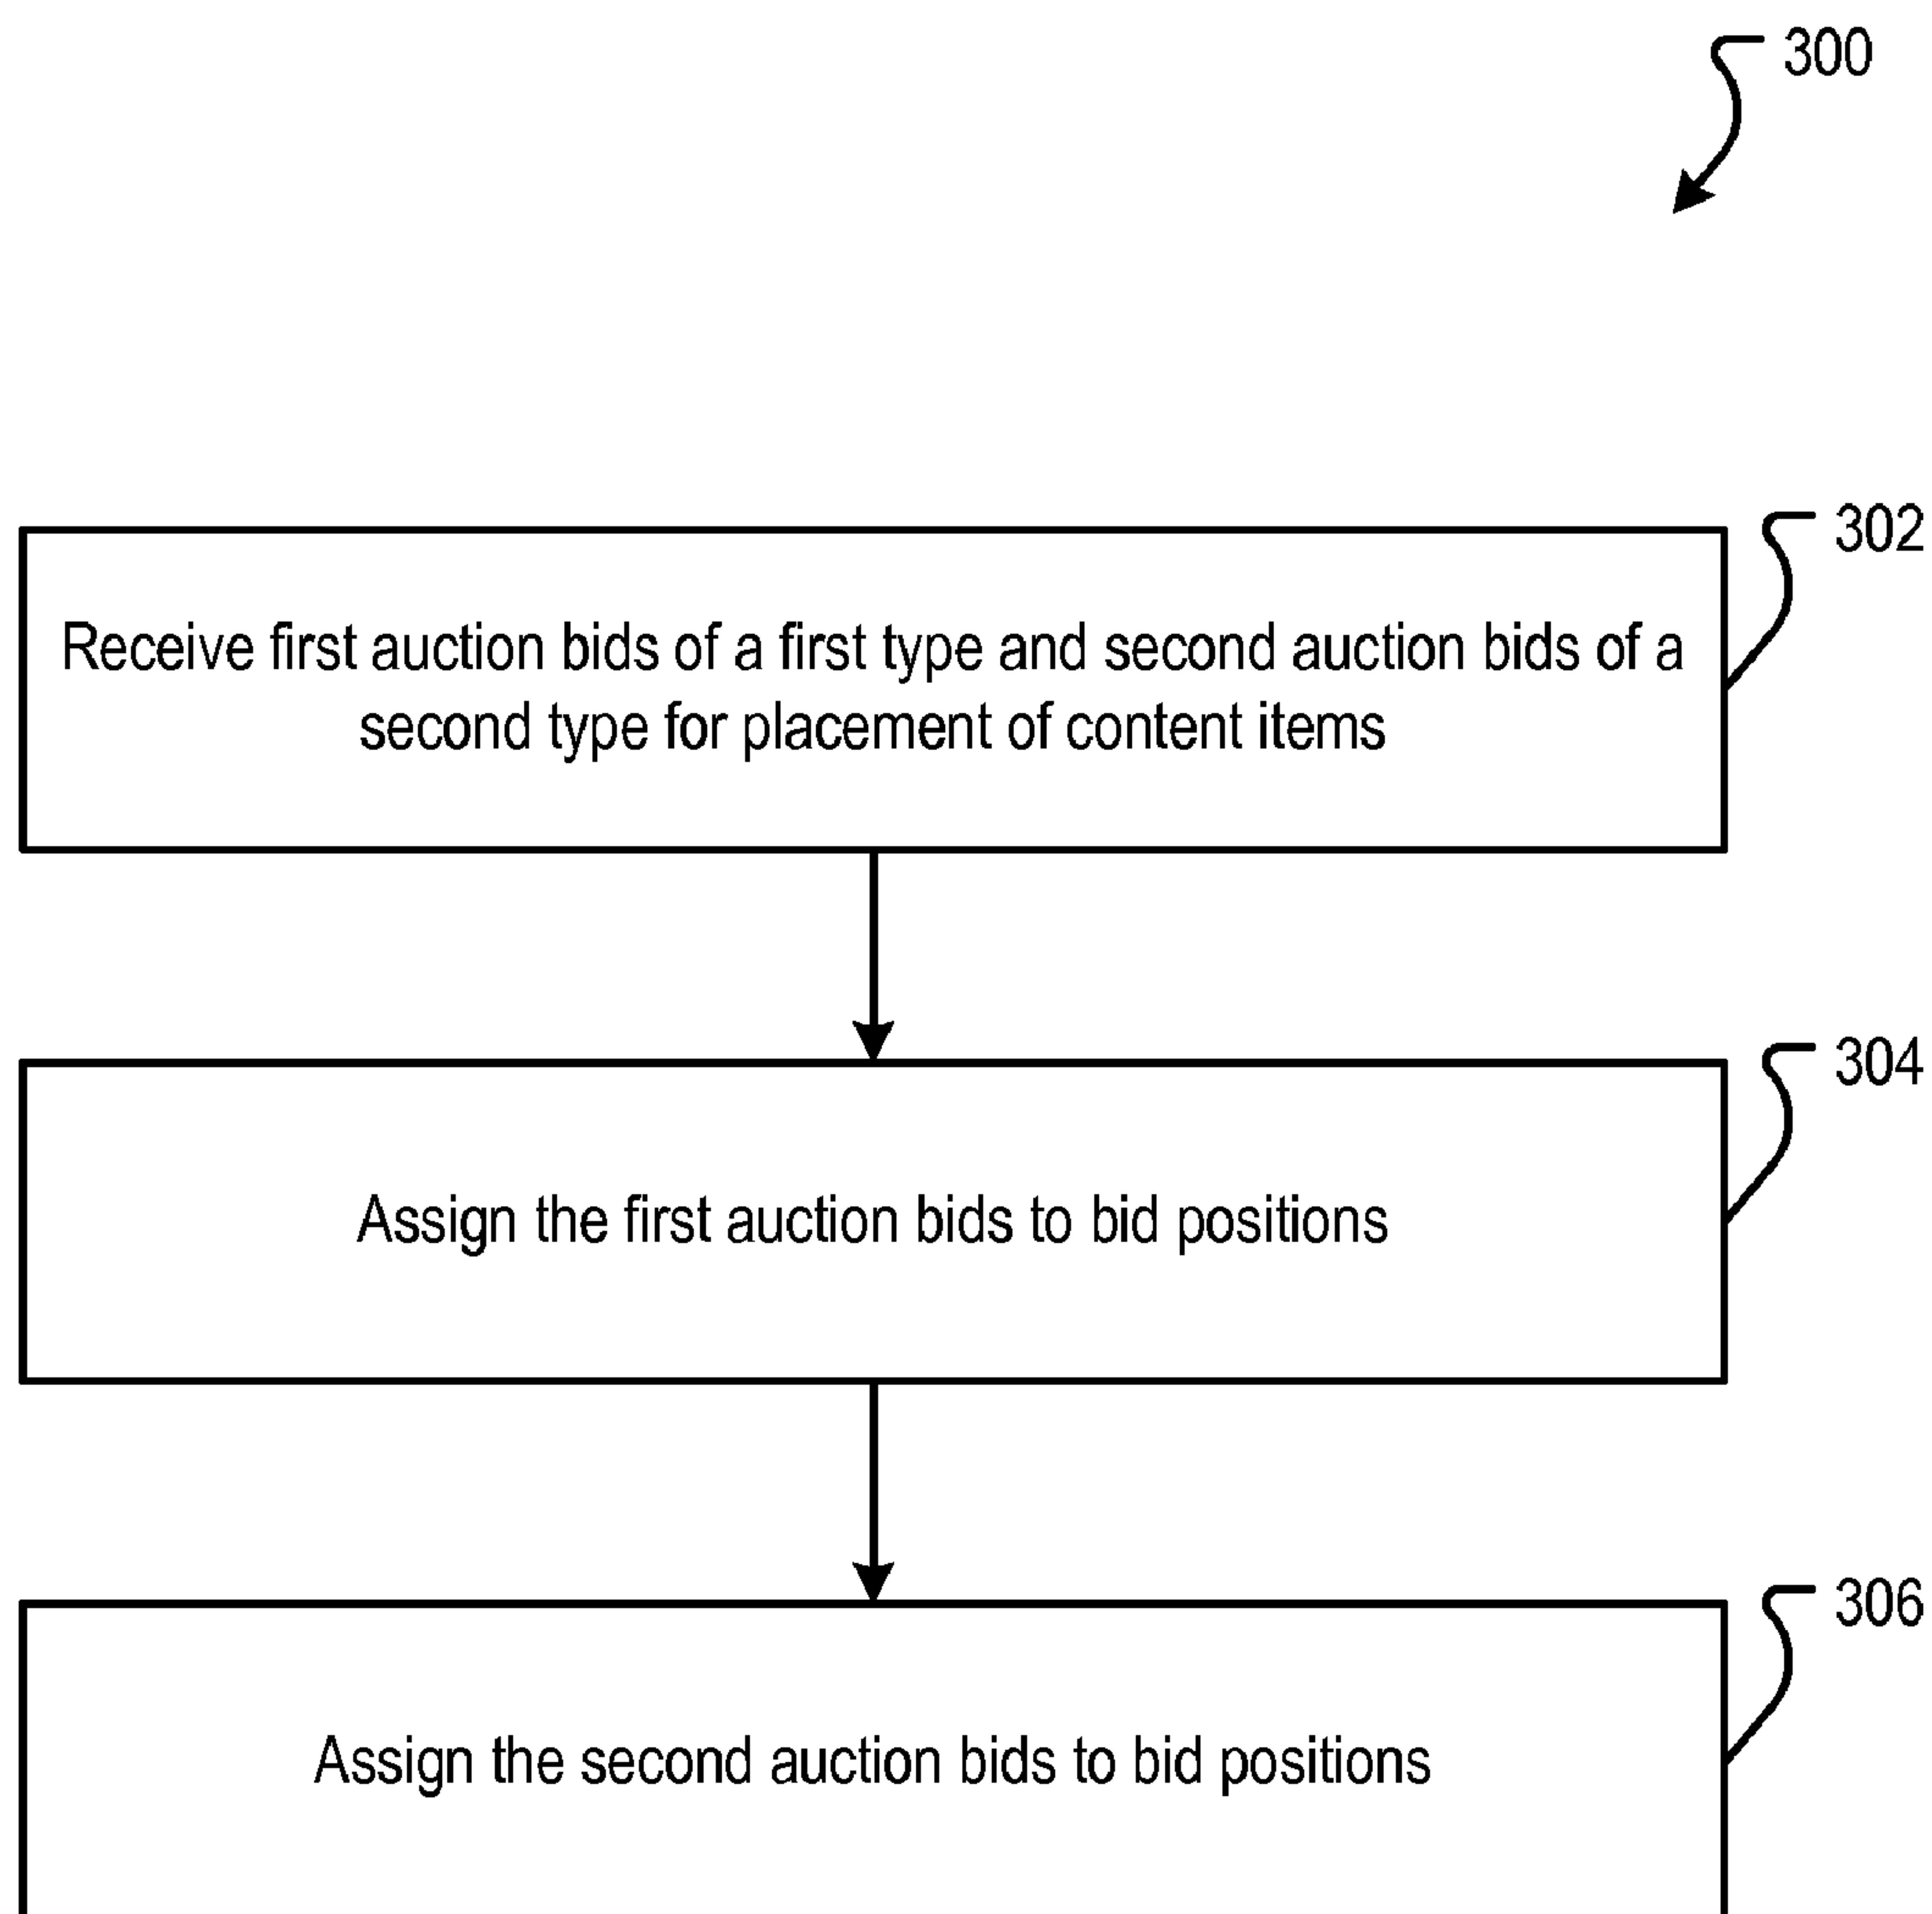 300
302
Receive first auction bids of a first type and second auction bids of a
second type for placement of content items
304
Assign the first auction bids to bid positions
306
Assign the second auction bids to bid positions